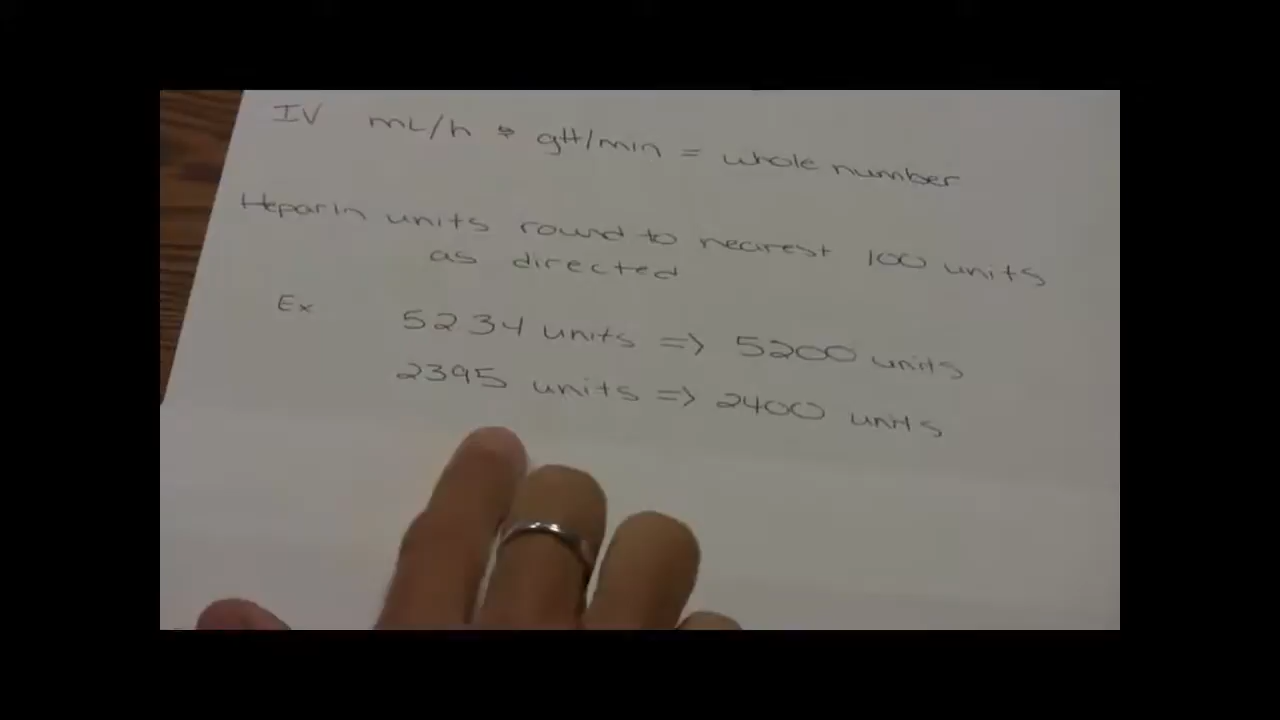 IV mL/h & gtt/min = whole number
Heparin units round to nearest 100 units
as directed
Ex 5234 units => 5200 units
2395 units => 2400 units